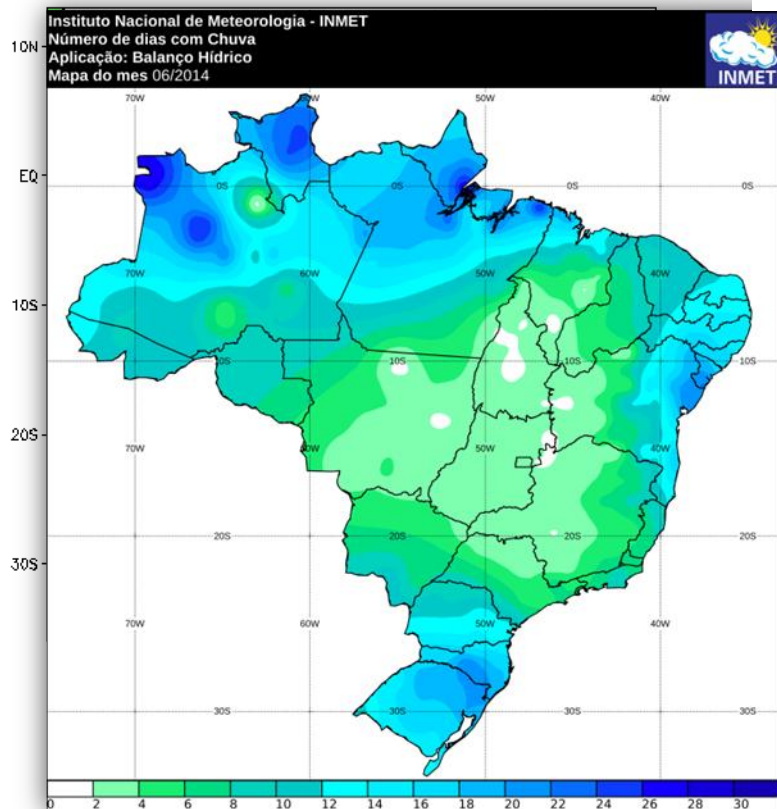 Instituto Nacional de Meteorologia - INMET
Número de dias com Chuva
Aplicação: Balanço Hídrico
Mapa do mes 06/2014
INMET
10N
EQ
10S
20S
30S
70W 50W 40W
0S 0S 0S 0S
70W 50W 40W
10S 10S 10S 10S
70W 60W 50W 40W
20S 20S 20S
70W 60W 50W 40W
30S 30S 30S
0 2 4 6 8 10 12 14 16 18 20 22 24 26 28 30